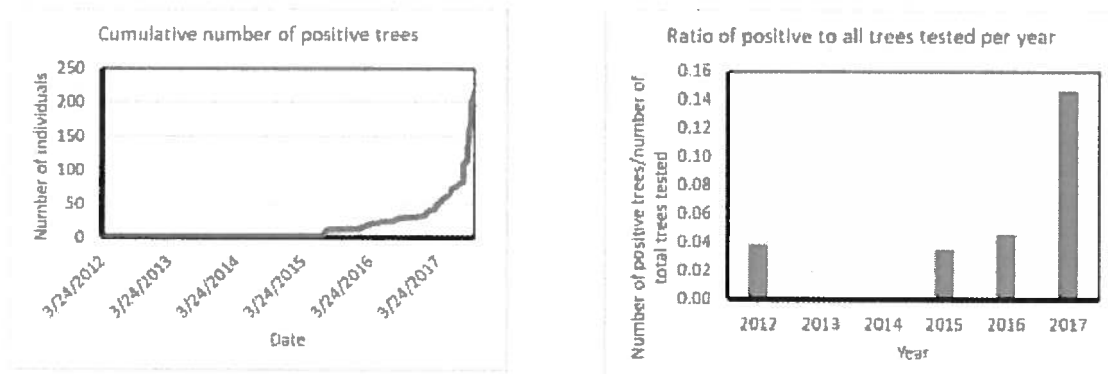 Cumulative number of positive trees
Number of individuals
250
200
150
100
50
0
3/24/2012
3/24/2013
3/24/2014
3/24/2015
3/24/2016
3/24/2017
Date
Ratio of positive to all trees tested per year
Number of positive trees/number of
total trees tested
0.16
0.14
0.12
0.10
0.08
0.06
0.04
0.02
0.00
2012 2013 2014 2015 2016 2017
Year